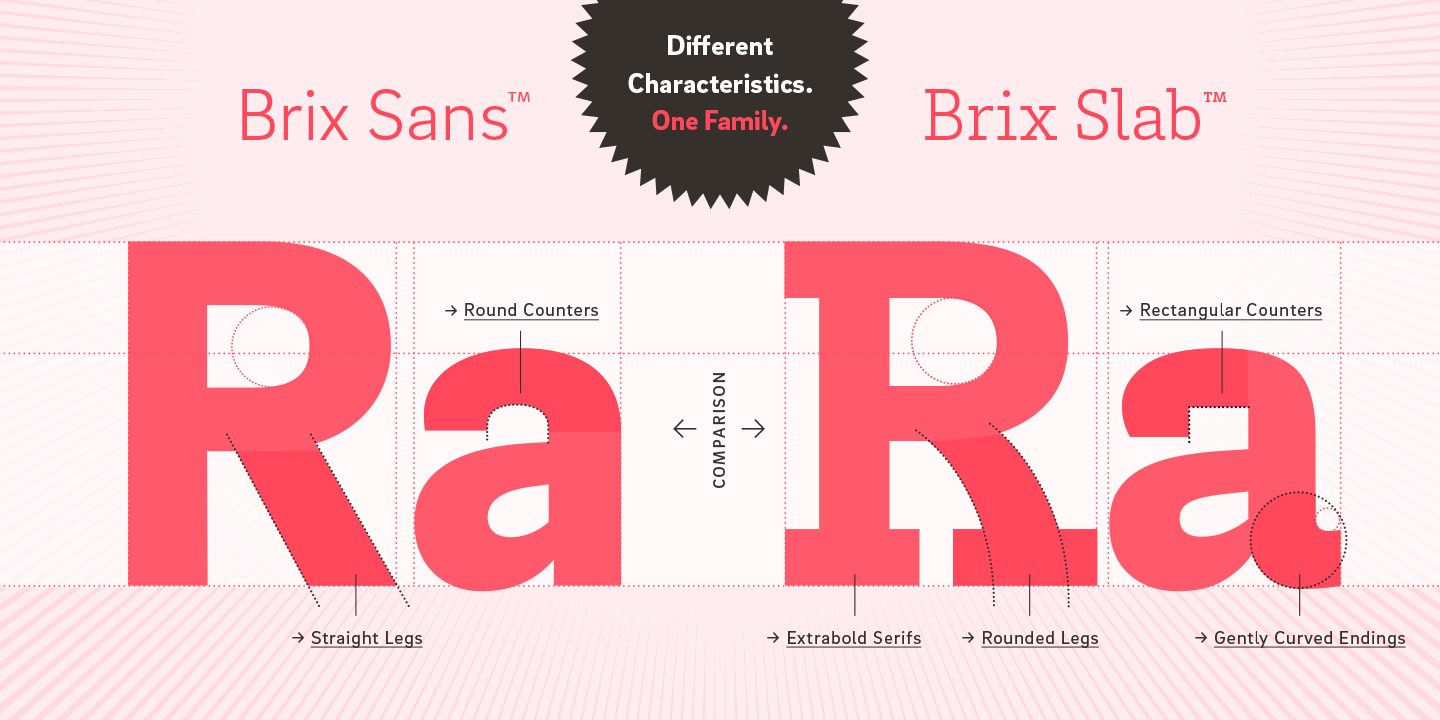 Different
Characteristics.
One Family.
Brix Sans™
Brix Slab™
Ra
→ Round Counters
→ Straight Legs
← COMPARISON →
Ra
→ Rectangular Counters
→ Extrabold Serifs
→ Rounded Legs
→ Gently Curved Endings